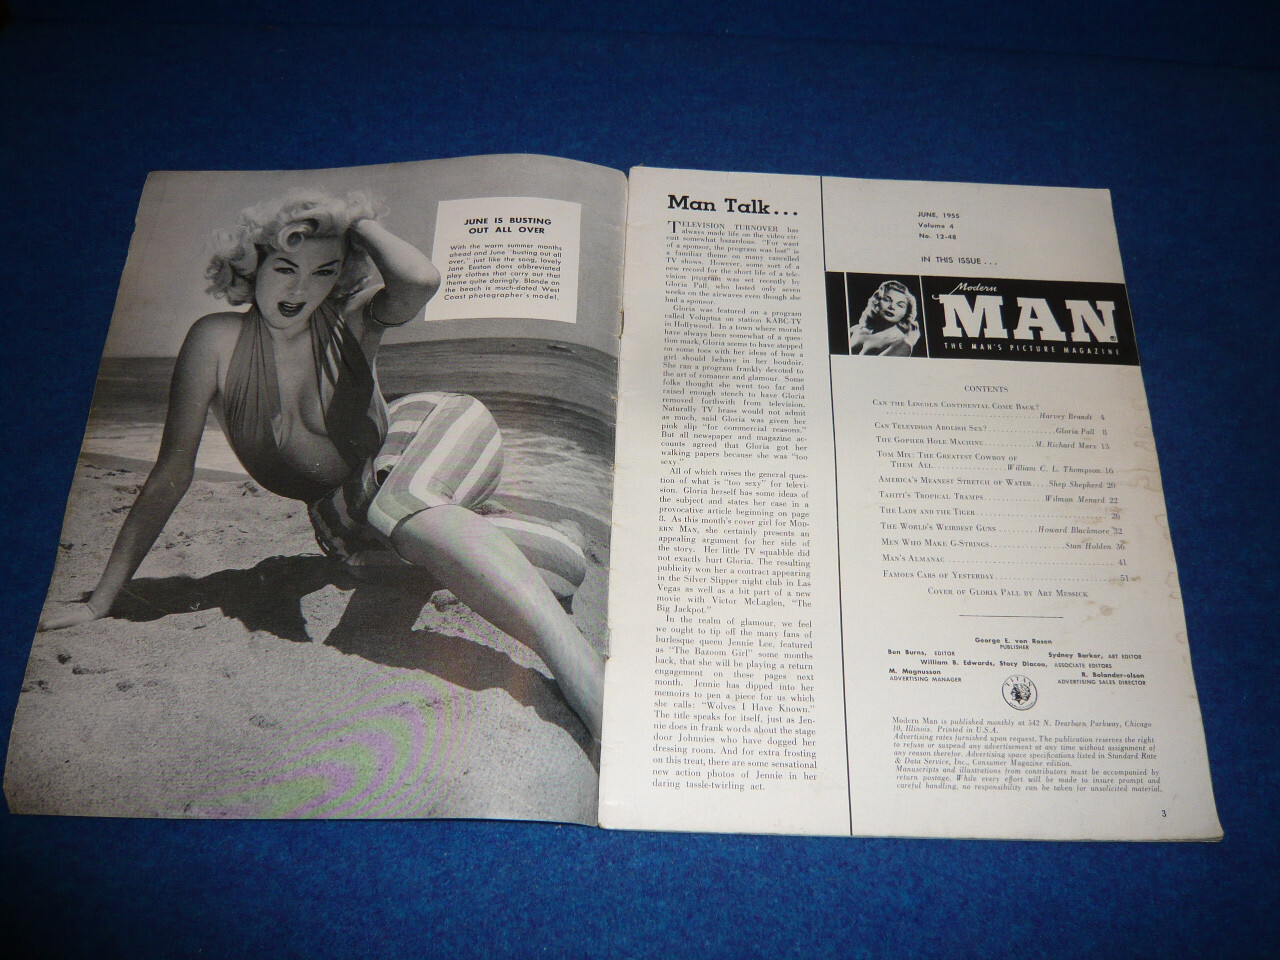 JUNE IS BUSTING
OUT ALL OVER
With the warm summer months
ahead and June "busting out all
over," just like the song, lovely
Jane Easton dons abbreviated
play clothes that carry out that
theme quite daringly. Blonde on
the beach is much-dated West
Coast photographer's model.
Man Talk...
TELEVISION TURNOVER has
always made life on the video cir-
cuit somewhat hazardous. "For want
of a sponsor, the program was lost" is
a familiar theme on many cancelled
TV shows. However, some sort of a
new record for the short life of a tele-
vision program was set recently by
Gloria Pall, who lasted only seven
weeks on the airwaves even though she
had a sponsor.
Gloria was featured on a program
called Voluptua on station KABC-TV
in Hollywood. In a town where morals
have always been somewhat of a ques-
tion mark, Gloria seems to have stepped
on some toes with her ideas of how a
girl should behave in her boudoir.
She ran a program frankly devoted to
the art of romance and glamour. Some
folks thought she went too far and
raised enough stench to have Gloria
removed forthwith from television.
Naturally TV brass would not admit
as much, said Gloria was given her
pink slip "for commercial reasons."
But all newspaper and magazine ac-
counts agreed that Gloria got her
walking papers because she was "too
sexy."
All of which raises the general ques-
tion of what is "too sexy" for televi-
sion. Gloria herself has some ideas of
the subject and states her case in a
provocative article beginning on page
8. As this month's cover girl for MOD-
ERN MAN, she certainly presents an
appealing argument for her side of
the story. Her little TV squabble did
not exactly hurt Gloria. The resulting
publicity won her a contract appearing
in the Silver Slipper night club in Las
Vegas as well as a bit part of a new
movie with Victor McLaglen, "The
Big Jackpot."
In the realm of glamour, we feel
we ought to tip off the many fans of
burlesque queen Jennie Lee, featured
as "The Bazoom Girl" some months
back, that she will be playing a return
engagement on these pages next
month. Jennie has dipped into her
memoirs to pen a piece for us which
she calls: "Wolves I Have Known."
The title speaks for itself, just as Jen-
nie does in frank words about the stage
door Johnnies who have dogged her
dressing room. And for extra frosting
on this treat, there are some sensational
new action photos of Jennie in her
daring tassle-twirling act.
JUNE, 1955
Volume 4
No. 12-48
IN THIS ISSUE...
Modern
MAN
THE MAN'S PICTURE MAGAZINE
CONTENTS
CAN THE LINCOLN CONTINENTAL COME BACK?
Harvey Brandt 4
CAN TELEVISION ABOLISH SEX? Gloria Pall 8
THE GOPHER HOLE MACHINE M. Richard Marx 15
TOM MIX: THE GREATEST COWBOY OF
THEM ALL William C. L. Thompson 16
AMERICA'S MEANEST STRETCH OF WATER Shep Shepherd 20
TAHITI'S TROPICAL TRAMPS Wilmon Menard 22
THE LADY AND THE TIGER 26
THE WORLD'S WEIRDEST GUNS Howard Blackmore 32
MEN WHO MAKE G-STRINGS Stan Holden 36
MAN'S ALMANAC 41
FAMOUS CARS OF YESTERDAY 51
COVER OF GLORIA PALL BY ART MESSICK
George E. von Rosen
PUBLISHER
Ben Burns, EDITOR Sydney Barker, ART EDITOR
William B. Edwards, Stacy Diacou, ASSOCIATE EDITORS
M. Magnusson R. Bolander-olson
ADVERTISING MANAGER ADVERTISING SALES DIRECTOR
TITAN
Modern Man is published monthly at 542 N. Dearborn Parkway, Chicago
10, Illinois. Printed in U.S.A.
Advertising rates furnished upon request. The publication reserves the right
to refuse or suspend any advertisement at any time without assignment of
any reason therefor. Advertising space specifications listed in Standard Rate
& Data Service, Inc., Consumer Magazine edition.
Manuscripts and illustrations from contributors must be accompanied by
return postage. While every effort will be made to insure prompt and
careful handling, no responsibility can be taken for unsolicited material.
3